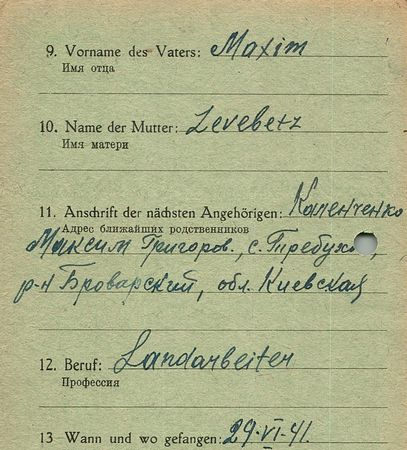 9. Vorname des Vaters: Maxim
Имя отца
10. Name der Mutter: Levebetz
Имя матери
11. Anschrift der nächsten Angehörigen: Каленченко
Адрес ближайших родственников
Максим Григоров., с. Требухо,
р-н Броварский, обл. Киевская
12. Beruf: Landarbeiter
Профессия
13 Wann und wo gefangen: 29.VI.41.